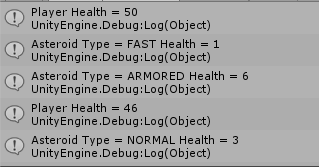 Player Health = 50
UnityEngine.Debug:Log(Object)
Asteroid Type = FAST Health = 1
UnityEngine.Debug:Log(Object)
Asteroid Type = ARMORED Health = 6
UnityEngine.Debug:Log(Object)
Player Health = 46
UnityEngine.Debug:Log(Object)
Asteroid Type = NORMAL Health = 3
UnityEngine.Debug:Log(Object)